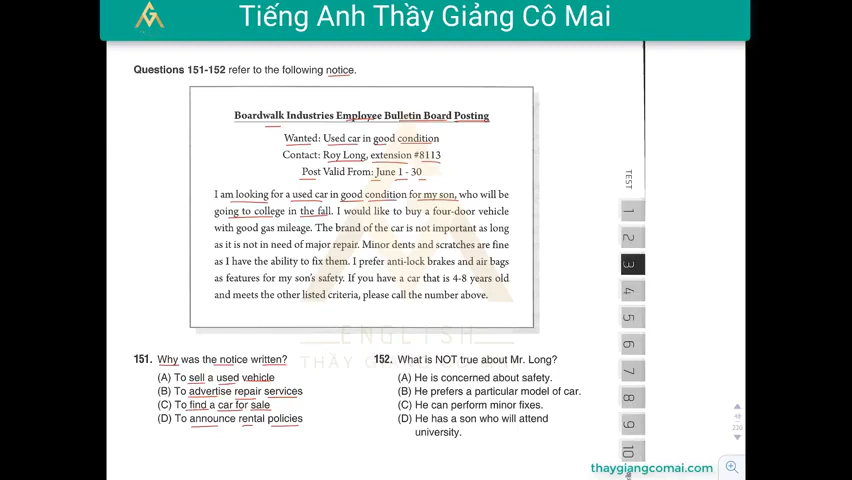 Tiếng Anh Thầy Giảng Cô Mai
Questions 151-152 refer to the following notice.
Boardwalk Industries Employee Bulletin Board Posting
Wanted: Used car in good condition
Contact: Roy Long, extension #8113
Post Valid From: June 1 - 30
I am looking for a used car in good condition for my son, who will be
going to college in the fall. I would like to buy a four-door vehicle
with good gas mileage. The brand of the car is not important as long
as it is not in need of major repair. Minor dents and scratches are fine
as I have the ability to fix them. I prefer anti-lock brakes and air bags
as features for my son's safety. If you have a car that is 4-8 years old
and meets the other listed criteria, please call the number above.
ENGLISH
THẦY
151. Why was the notice written?
(A) To sell a used vehicle
(B) To advertise repair services
(C) To find a car for sale
(D) To announce rental policies
152. What is NOT true about Mr. Long?
(A) He is concerned about safety.
(B) He prefers a particular model of car.
(C) He can perform minor fixes.
(D) He has a son who will attend
university.
TEST
1
2
3
4
5
6
7
8
9
10
thaygiangcomai.com